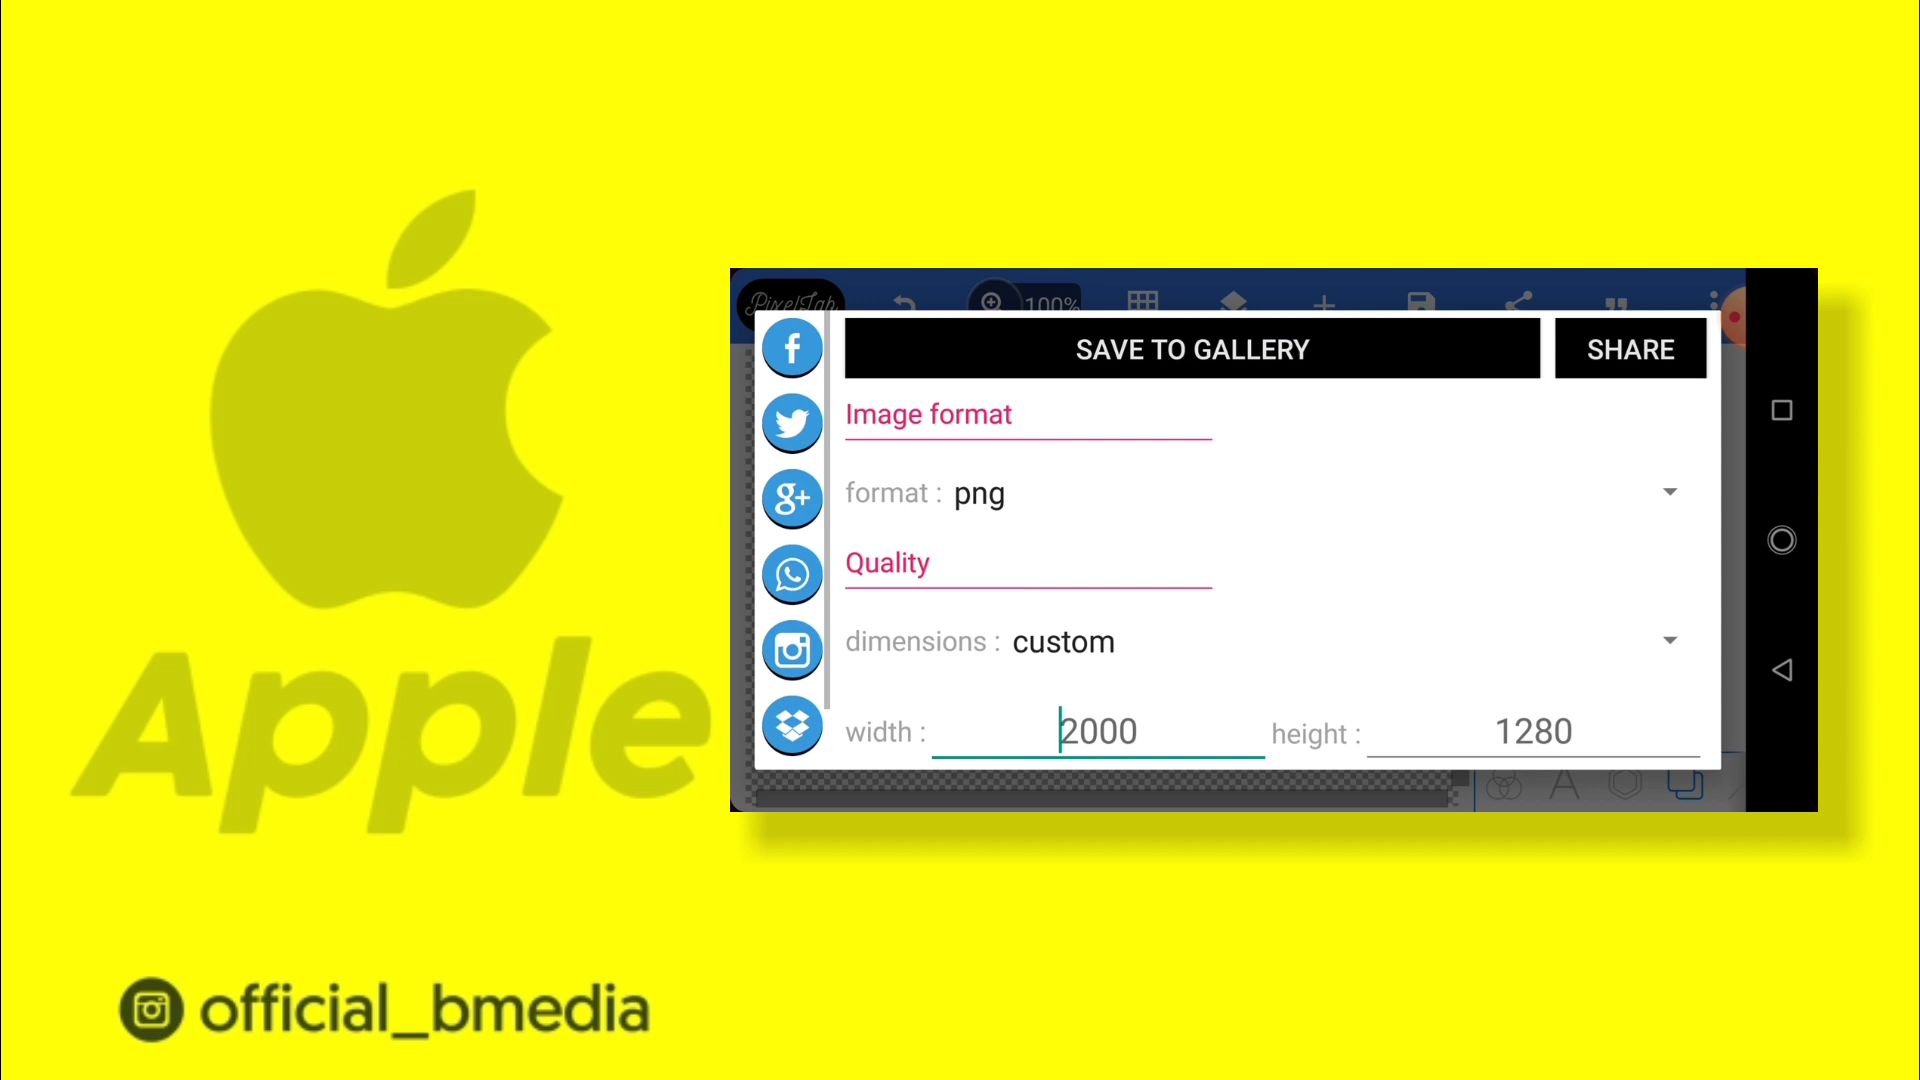 Apple
official_bmedia
PixelLab
100%
SAVE TO GALLERY
SHARE
Image format
format : png
Quality
dimensions : custom
width : 2000 height : 1280